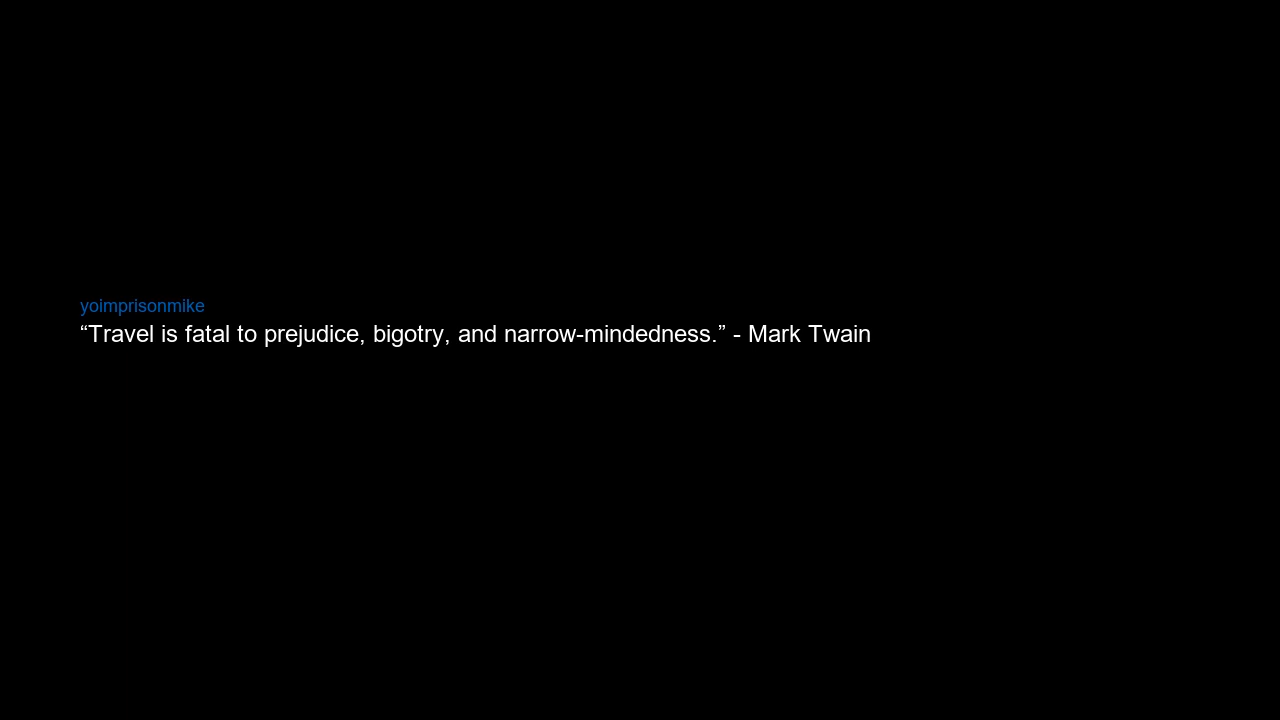 yoimprisonmike
“Travel is fatal to prejudice, bigotry, and narrow-mindedness.” - Mark Twain